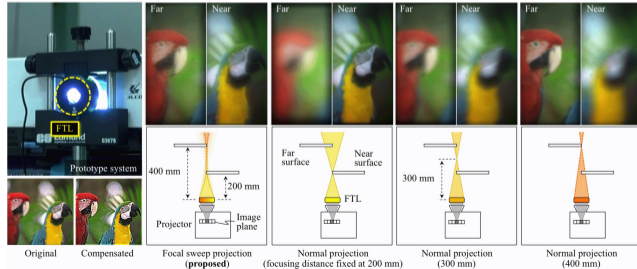 Far
Near
Far
Near
Far
Near
Far
Near
FTL
03676
Prototype system
Original
Compensated
400 mm
200 mm
Projector
Image
plane
Focal sweep projection
(proposed)
Far
surface
Near
surface
FTL
Normal projection
(focusing distance fixed at 200 mm)
300 mm
Normal projection
(300 mm)
Normal projection
(400 mm)